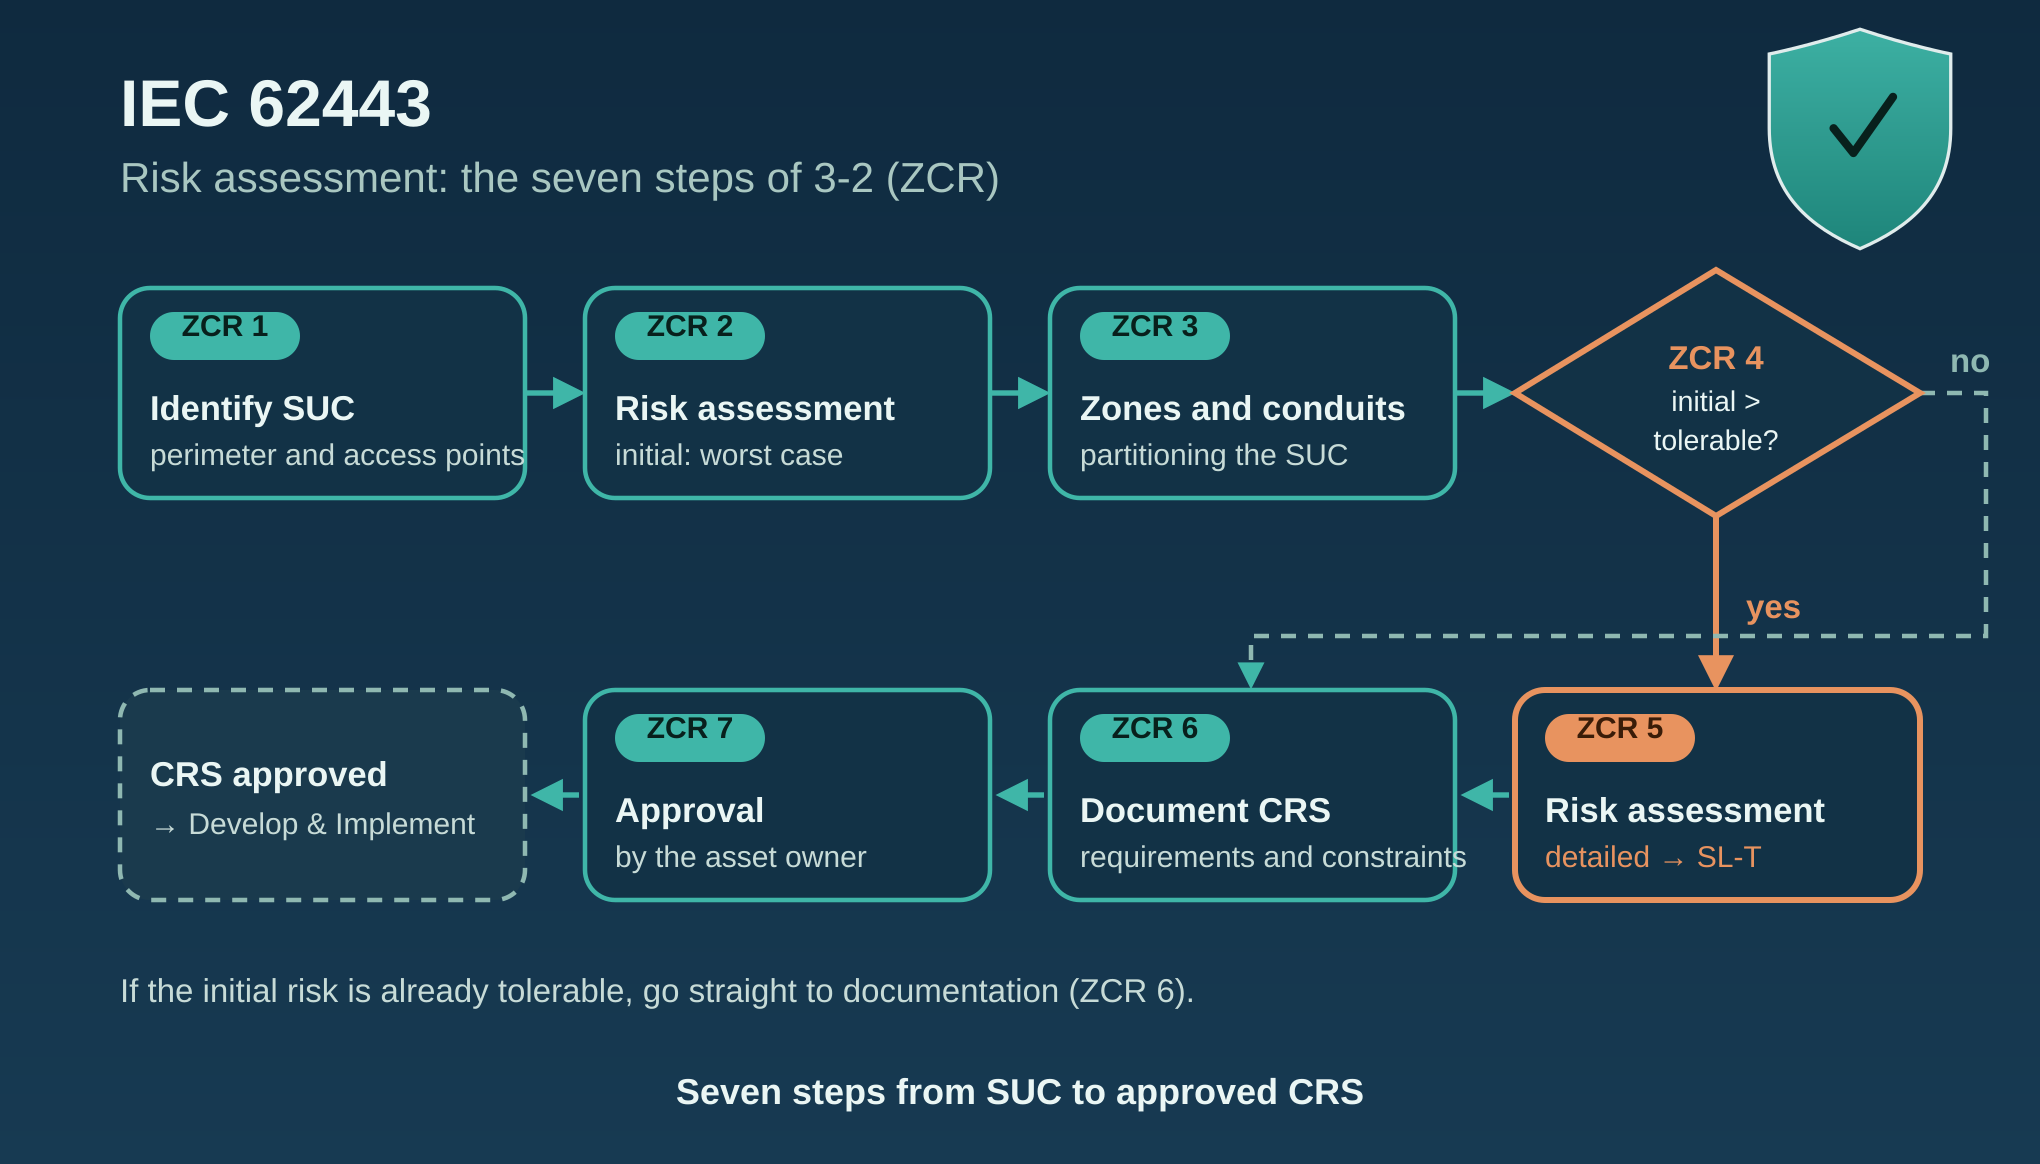 IEC 62443
Risk assessment: the seven steps of 3-2 (ZCR)
ZCR 1
Identify SUC
perimeter and access points
ZCR 2
Risk assessment
initial: worst case
ZCR 3
Zones and conduits
partitioning the SUC
ZCR 4
initial >
tolerable?
no
yes
CRS approved
→ Develop & Implement
ZCR 7
Approval
by the asset owner
ZCR 6
Document CRS
requirements and constraints
ZCR 5
Risk assessment
detailed → SL-T
If the initial risk is already tolerable, go straight to documentation (ZCR 6).
Seven steps from SUC to approved CRS